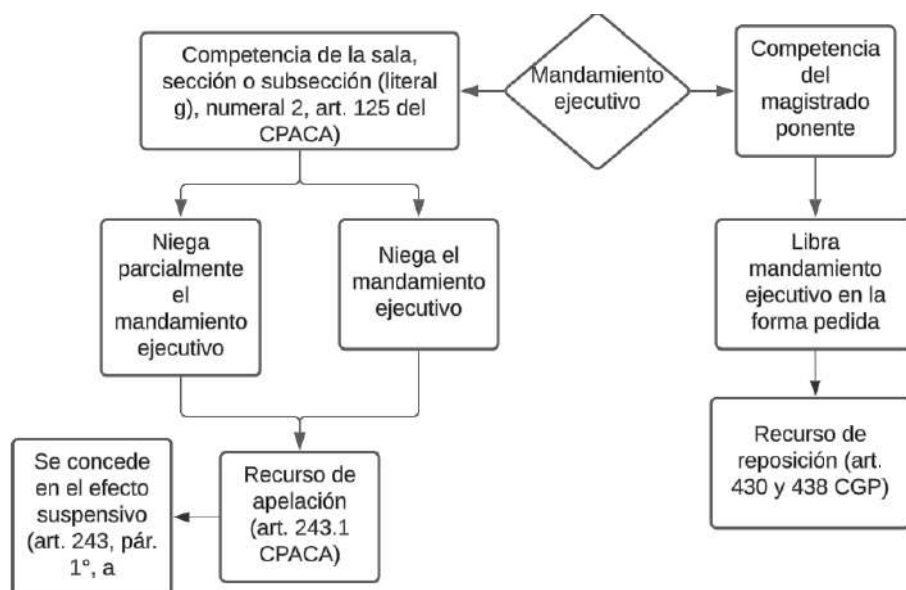 Competencia de la sala,
sección o subsección (literal
g), numeral 2, art. 125 del
CPACA)
Mandamiento
ejecutivo
Competencia
del
magistrado
ponente
Niega
parcialmente
el
mandamiento
ejecutivo
Niega el
mandamiento
ejecutivo
Libra
mandamiento
ejecutivo en la
forma pedida
Se concede
en el efecto
suspensivo
(art. 243, pár.
1°, a
Recurso de
apelación
(art. 243.1
CPACA)
Recurso de
reposición (art.
430 y 438 CGP)